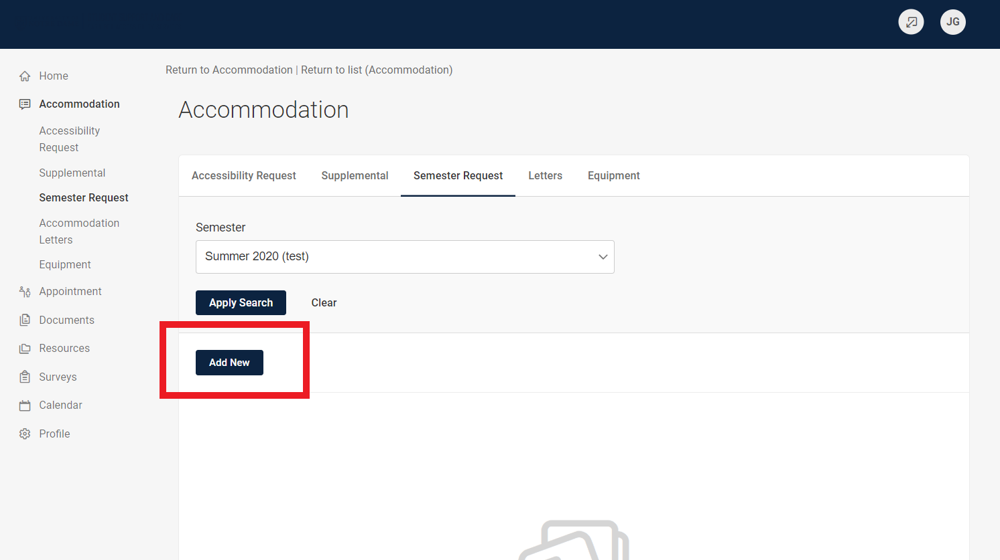 JG
Home
Accommodation
Accessibility
Request
Supplemental
Semester Request
Accommodation
Letters
Equipment
Appointment
Documents
Resources
Surveys
Calendar
Profile
Return to Accommodation | Return to list (Accommodation)
Accommodation
Accessibility Request Supplemental Semester Request Letters Equipment
Semester
Summer 2020 (test)
Apply Search Clear
Add New